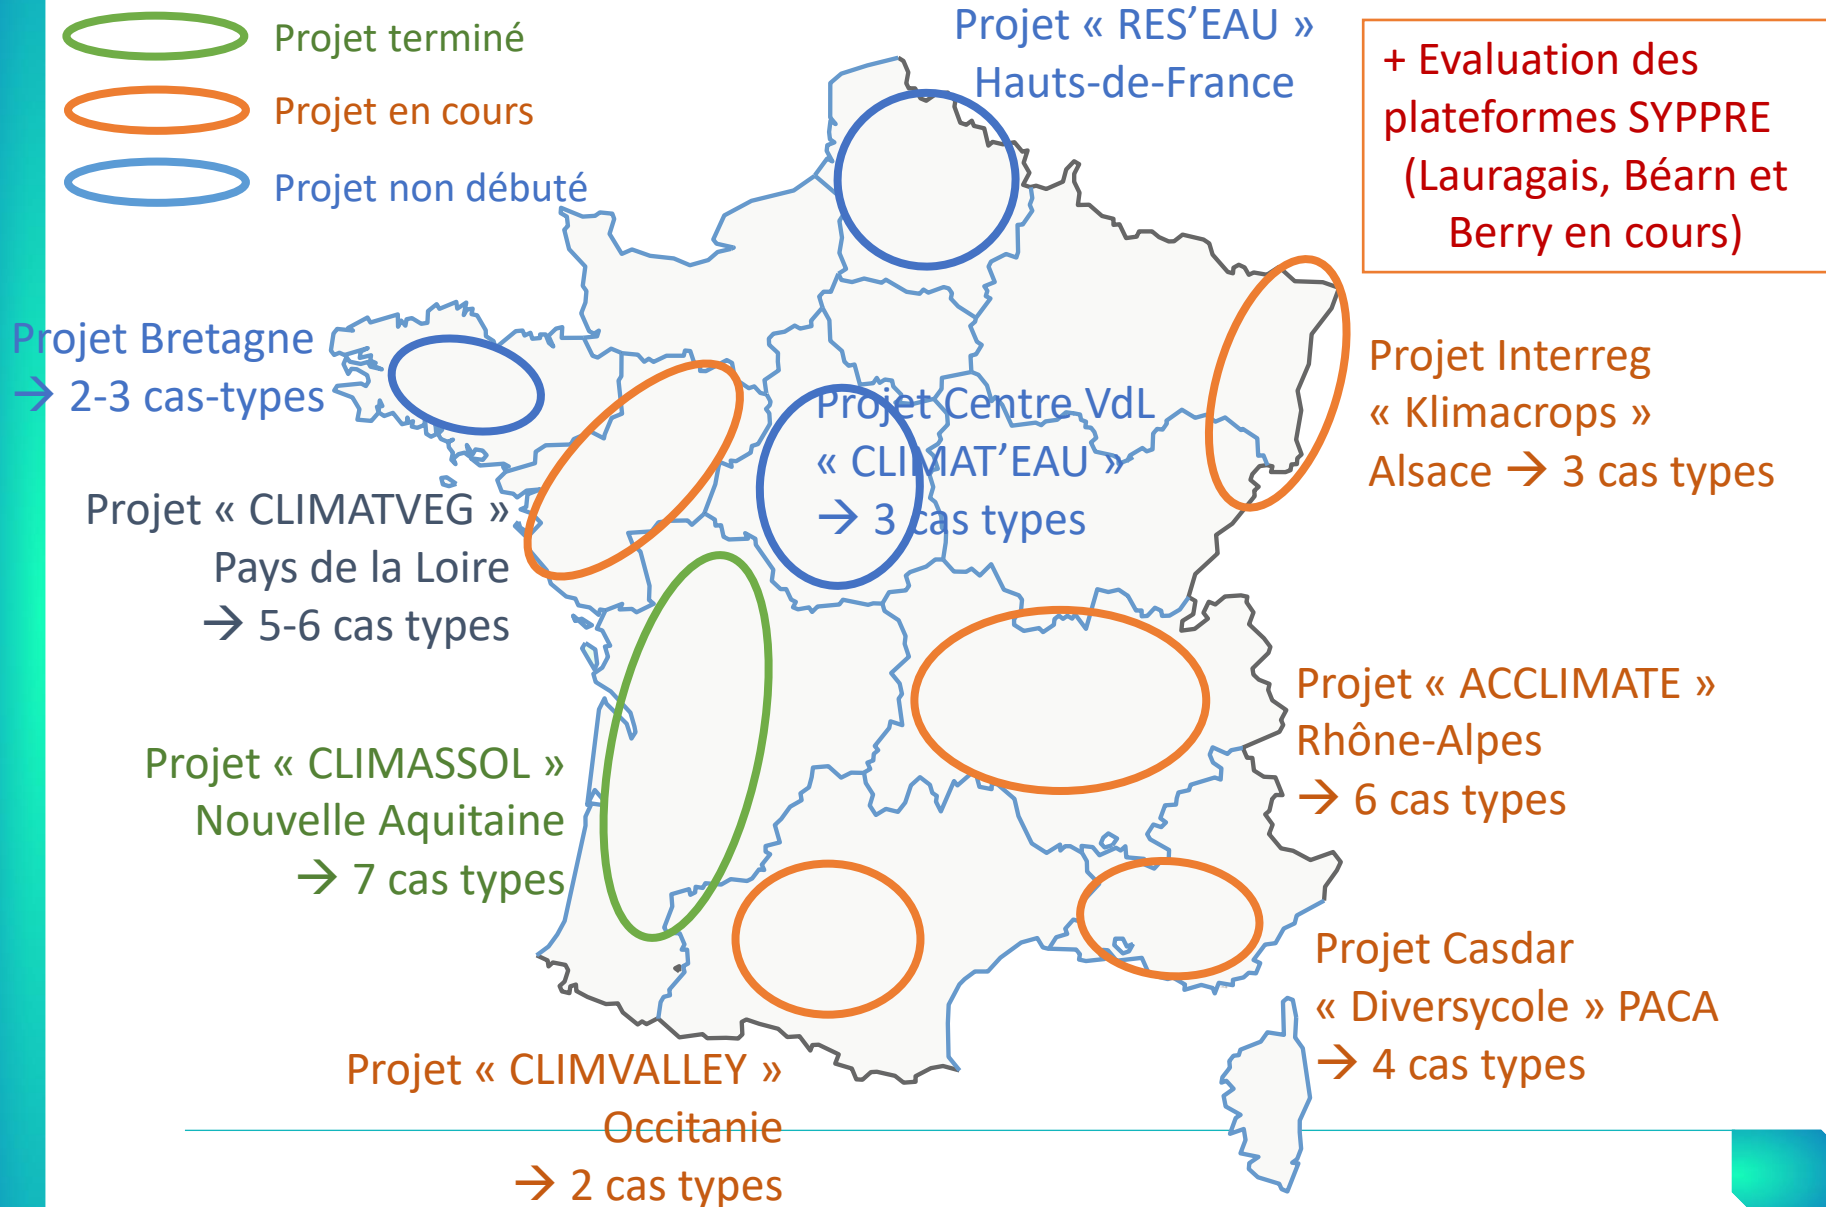 Projet terminé
Projet en cours
Projet non débuté
Projet « RES’EAU »
Hauts-de-France
+ Evaluation des
plateformes SYPPRE
(Lauragais, Béarn et
Berry en cours)
Projet Bretagne
→ 2-3 cas-types
Projet Centre VdL
« CLIMAT’EAU »
→ 3 cas types
Projet Interreg
« Klimacrops »
Alsace → 3 cas types
Projet « CLIMATVEG »
Pays de la Loire
→ 5-6 cas types
Projet « ACCLIMATE »
Rhône-Alpes
→ 6 cas types
Projet « CLIMASSOL »
Nouvelle Aquitaine
→ 7 cas types
Projet Casdar
« Diversycole » PACA
→ 4 cas types
Projet « CLIMVALLEY »
Occitanie
→ 2 cas types